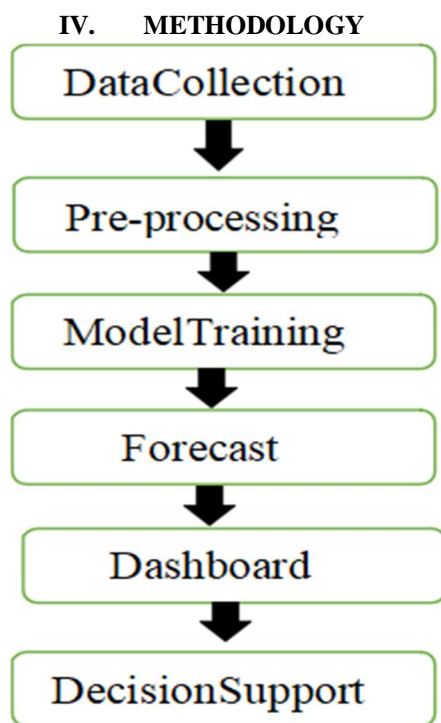 IV. METHODOLOGY
DataCollection
Pre-processing
ModelTraining
Forecast
Dashboard
DecisionSupport